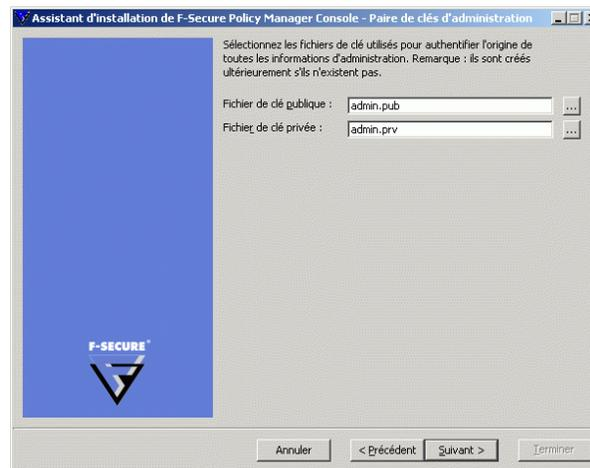 Assistant d'installation de F-Secure Policy Manager Console - Paire de clés d'administration
Sélectionnez les fichiers de clé utilisés pour authentifier l'origine de
toutes les informations d'administration. Remarque : ils sont créés
ultérieurement s'ils n'existent pas.
Fichier de clé publique :
admin.pub
...
Fichier de clé privée :
admin.prv
...
F-SECURE®
Annuler
< Précédent
Suivant >
Terminer